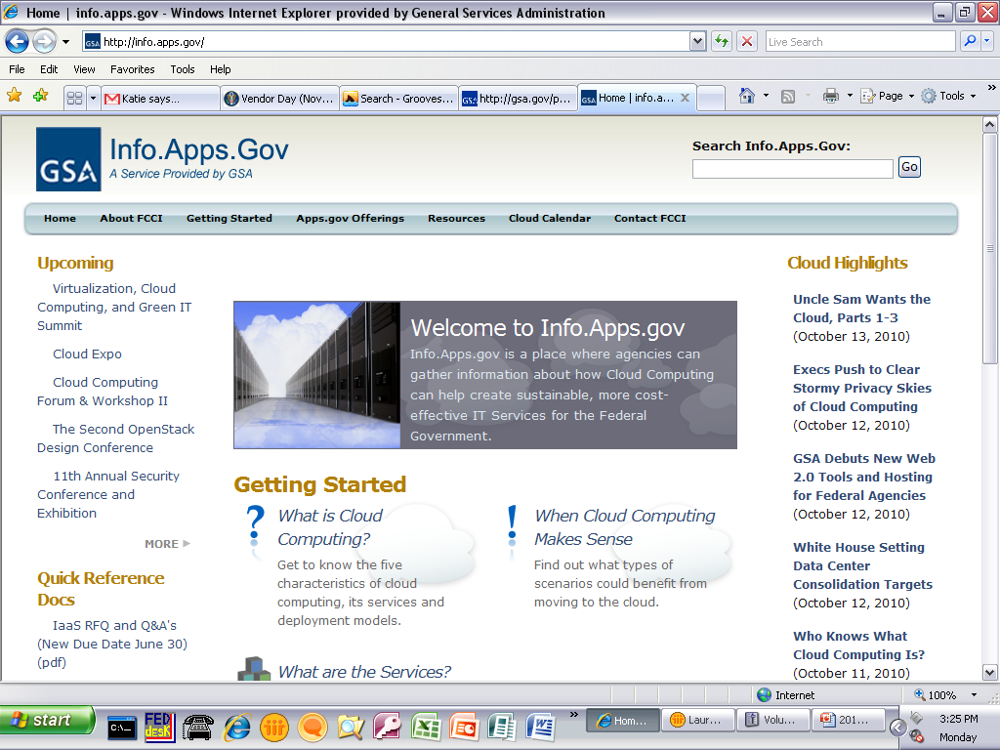 Home | info.apps.gov - Windows Internet Explorer provided by General Services Administration
GSA http://info.apps.gov/
Live Search
File Edit View Favorites Tools Help
Katie says... Vendor Day (Nov... Search - Grooves... GSA http://gsa.gov/p... GSA Home | info.a... Page Tools »
GSA
Info.Apps.Gov
A Service Provided by GSA
Search Info.Apps.Gov:
Go
Home About FCCI Getting Started Apps.gov Offerings Resources Cloud Calendar Contact FCCI
Upcoming
Virtualization, Cloud
Computing, and Green IT
Summit
Cloud Expo
Cloud Computing
Forum & Workshop II
The Second OpenStack
Design Conference
11th Annual Security
Conference and
Exhibition
MORE
Quick Reference
Docs
IaaS RFQ and Q&A's
(New Due Date June 30)
(pdf)
Welcome to Info.Apps.gov
Info.Apps.gov is a place where agencies can
gather information about how Cloud Computing
can help create sustainable, more cost-
effective IT Services for the Federal
Government.
Getting Started
?
What is Cloud
Computing?
Get to know the five
characteristics of cloud
computing, its services and
deployment models.
!
When Cloud Computing
Makes Sense
Find out what types of
scenarios could benefit from
moving to the cloud.
What are the Services?
Cloud Highlights
Uncle Sam Wants the
Cloud, Parts 1-3
(October 13, 2010)
Execs Push to Clear
Stormy Privacy Skies
of Cloud Computing
(October 12, 2010)
GSA Debuts New Web
2.0 Tools and Hosting
for Federal Agencies
(October 12, 2010)
White House Setting
Data Center
Consolidation Targets
(October 12, 2010)
Who Knows What
Cloud Computing Is?
(October 11, 2010)
Internet 100%
start C:\_ FED desk » Hom... Laur... Volu... 201... 3:25 PM
Monday